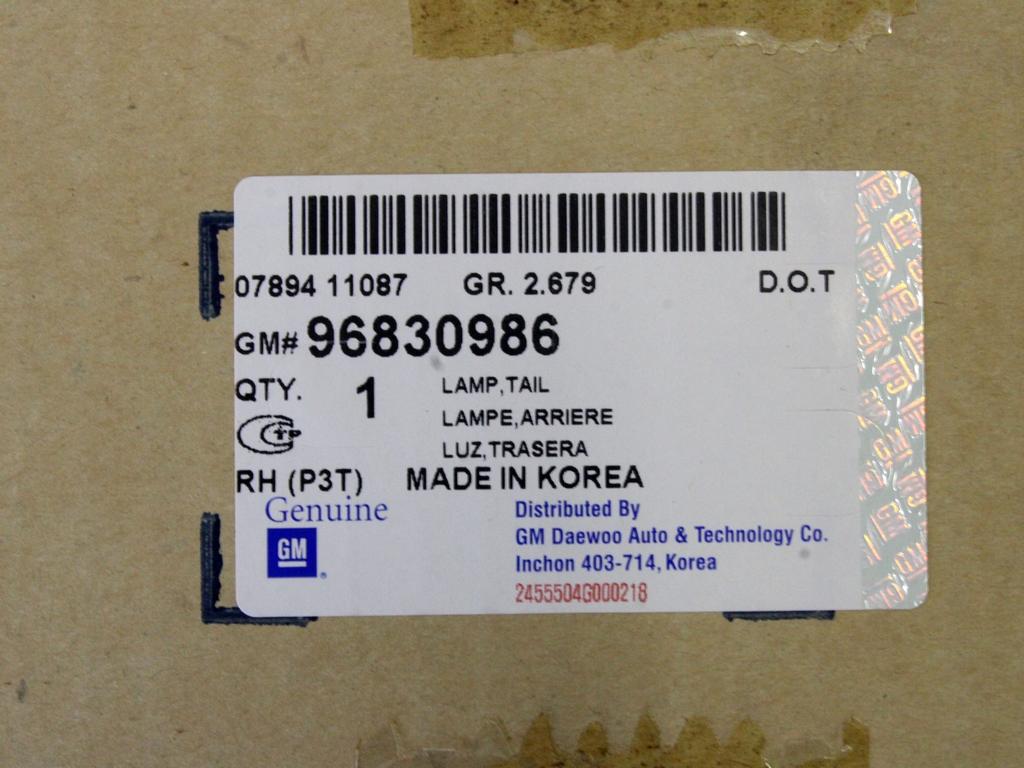 07894 11087 GR. 2.679 D.O.T
GM# 96830986
QTY. 1 LAMP,TAIL
LAMPE,ARRIERE
LUZ,TRASERA
RH (P3T) MADE IN KOREA
Genuine
GM
Distributed By
GM Daewoo Auto & Technology Co.
Inchon 403-714, Korea
2455504G000218